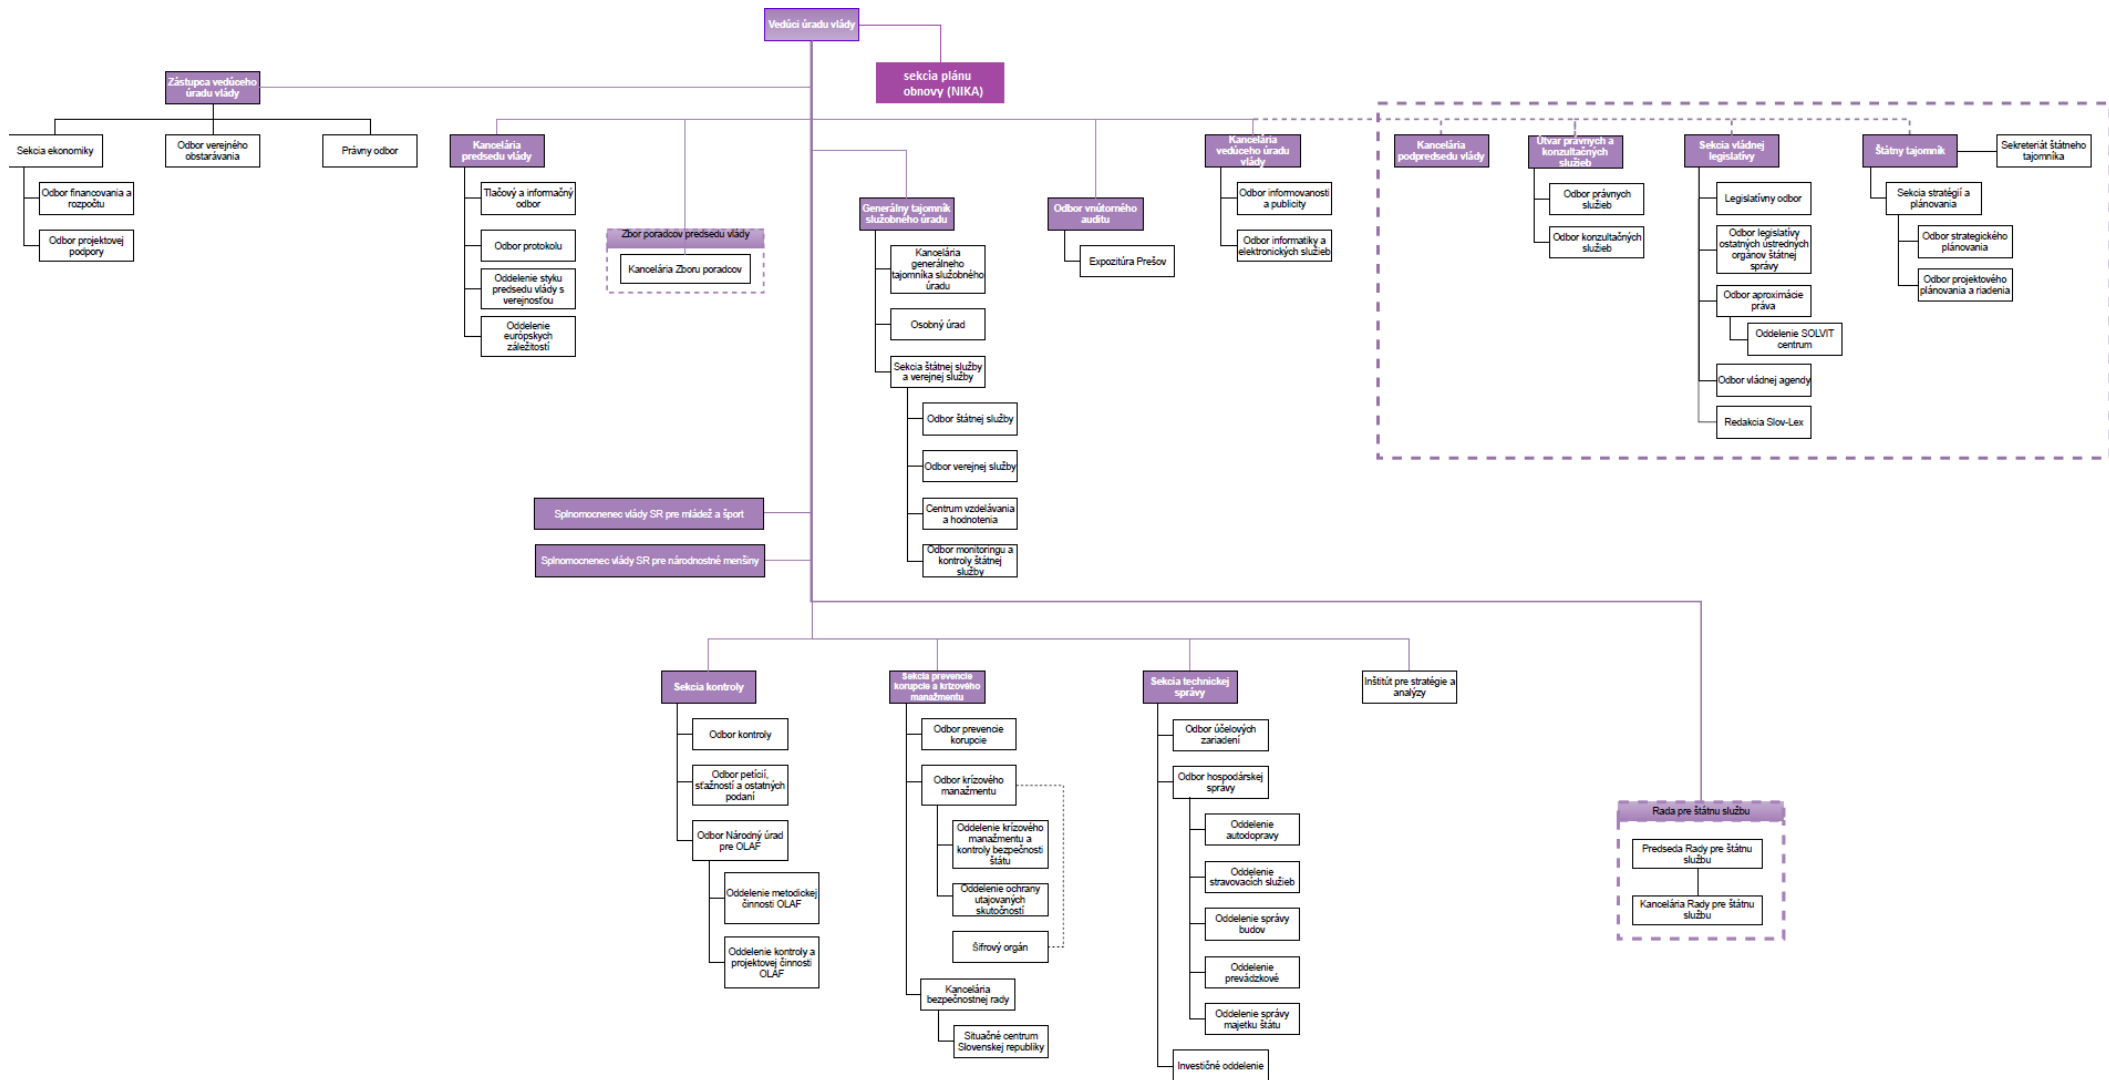 Vedúci úradu vlády
sekcia plánu
obnovy (NIKA)
Zástupca vedúceho
úradu vlády
Sekcia ekonomiky
Odbor verejného
obstarávania
Právny odbor
Odbor financovania a
rozpočtu
Odbor projektovej
podpory
Kancelária
predsedu vlády
Tlačový a informačný
odbor
Odbor protokolu
Oddelenie styku
predsedu vlády s
verejnosťou
Oddelenie
európskych
záležitostí
Zbor poradcov predsedu vlády
Kancelária Zboru poradcov
Generálny tajomník
služobného úradu
Kancelária
generálneho
tajomníka služobného
úradu
Osobný úrad
Sekcia štátnej služby
a verejnej služby
Odbor štátnej služby
Odbor verejnej služby
Centrum vzdelávania
a hodnotenia
Odbor monitoringu a
kontroly štátnej
služby
Odbor vnútorného
auditu
Expozitúra Prešov
Kancelária
vedúceho úradu
vlády
Odbor informovanosti
a publicity
Odbor informatiky a
elektronických služieb
Kancelária
podpredsedu vlády
Útvar právnych a
konzultačných
služieb
Odbor právnych
služieb
Odbor konzultačných
služieb
Sekcia vládnej
legislatívy
Legislatívny odbor
Odbor legislatívy
ostatných ústredných
orgánov štátnej
správy
Odbor aproximácie
práva
Oddelenie SOLVIT
centrum
Odbor vládnej agendy
Redakcia Slov-Lex
Štátny tajomník
Sekretariát štátneho
tajomníka
Sekcia stratégií a
plánovania
Odbor strategického
plánovania
Odbor projektového
plánovania a riadenia
Splnomocnenec vlády SR pre mládež a šport
Splnomocnenec vlády SR pre národnostné menšiny
Sekcia kontroly
Odbor kontroly
Odbor petícií,
sťažností a ostatných
podaní
Odbor Národný úrad
pre OLAF
Oddelenie metodickej
činnosti OLAF
Oddelenie kontroly a
projektovej činnosti
OLAF
Sekcia prevencie
korupcie a krízového
manažmentu
Odbor prevencie
korupcie
Odbor krízového
manažmentu
Oddelenie krízového
manažmentu a
kontroly bezpečnosti
štátu
Oddelenie ochrany
utajovaných
skutočností
Šifrový orgán
Kancelária
bezpečnostnej rady
Situačné centrum
Slovenskej republiky
Sekcia technickej
správy
Odbor účelových
zariadení
Odbor hospodárskej
správy
Oddelenie
autodopravy
Oddelenie
stravovacích služieb
Oddelenie správy
budov
Oddelenie
prevádzkové
Oddelenie správy
majetku štátu
Investičné oddelenie
Inštitút pre stratégie a
analýzy
Rada pre štátnu službu
Predseda Rady pre štátnu
službu
Kancelária Rady pre štátnu
službu